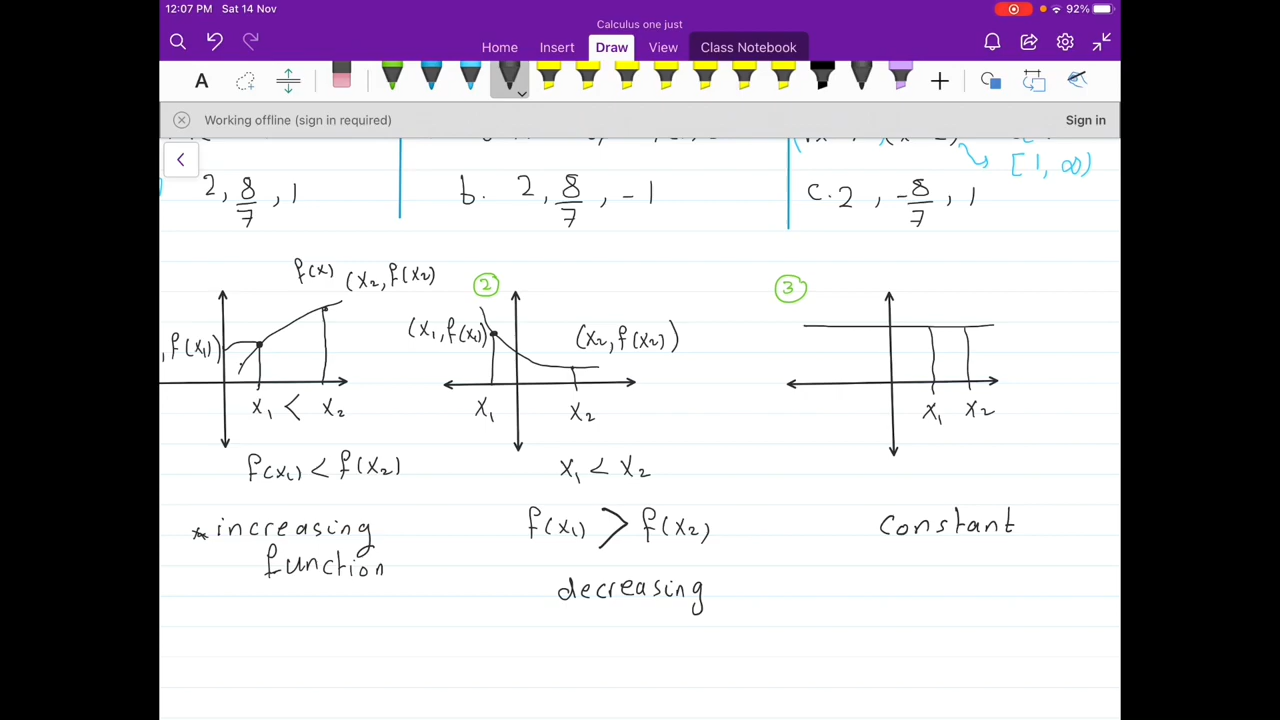 12:07 PM Sat 14 Nov
92%
Calculus one just
Home Insert Draw View Class Notebook
A
Working offline (sign in required)
Sign in
[1, ∞)
2, 8/7, 1
b. 2, 8/7, -1
c. 2, -8/7, 1
f(x) (x₂, f(x₂)
, f(x₁)
x₁ < x₂
f(x₁) < f(x₂)
* increasing
function
2
(x₁, f(x₁)
(x₂, f(x₂))
x₁ x₂
x₁ < x₂
f(x₁) > f(x₂)
decreasing
3
x₁ x₂
constant